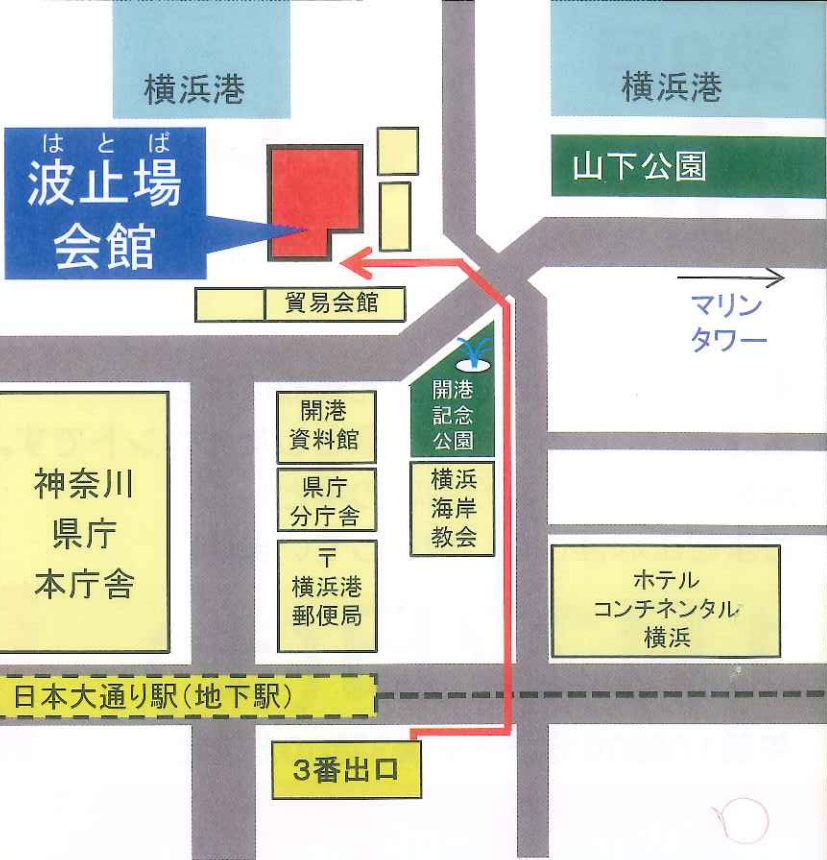 横浜港
横浜港
はとば
波止場
会館
山下公園
マリン
タワー
貿易会館
開港
記念
公園
開港
資料館
神奈川
県庁
本庁舎
県庁
分庁舎
横浜
海岸
教会
〒
横浜港
郵便局
ホテル
コンチネンタル
横浜
日本大通り駅(地下駅)
3番出口